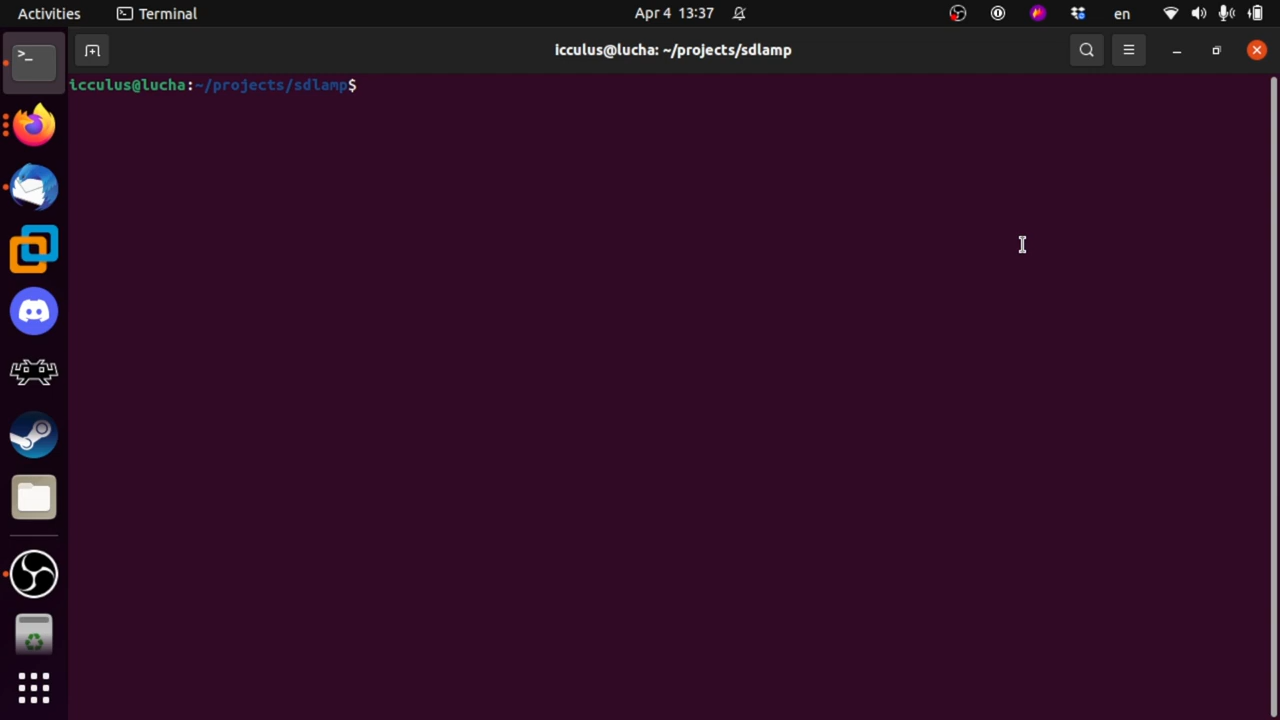 Activities
Terminal
Apr 4 13:37
en
icculus@lucha: ~/projects/sdlamp
icculus@lucha:~/projects/sdlamp$